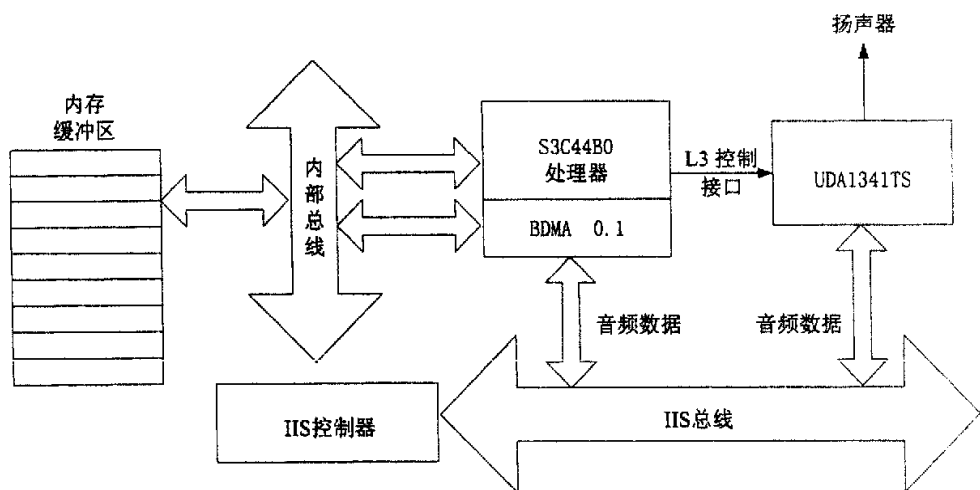 扬声器
内存
缓冲区
内部总线
S3C44B0
处理器
BDMA 0.1
L3 控制
接口
UDA1341TS
音频数据
音频数据
IIS控制器
IIS总线